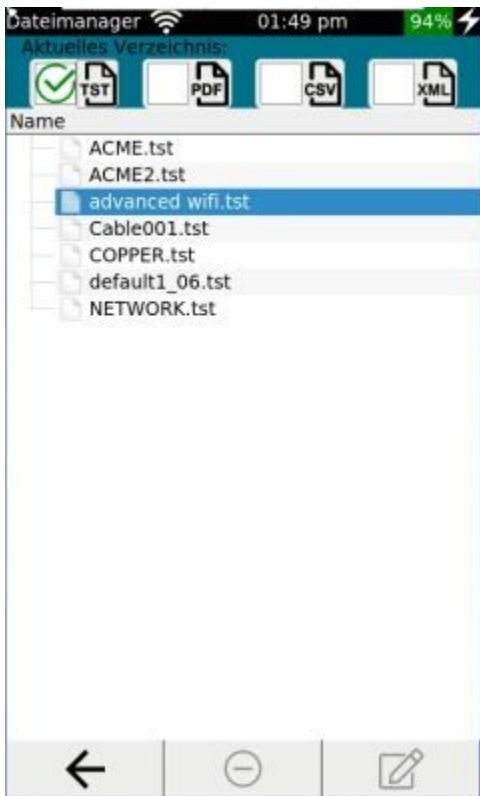 Dateimanager 01:49 pm 94%
Aktuelles Verzeichnis:
TST PDF CSV XML
Name
ACME.tst
ACME2.tst
advanced wifi.tst
Cable001.tst
COPPER.tst
default1_06.tst
NETWORK.tst